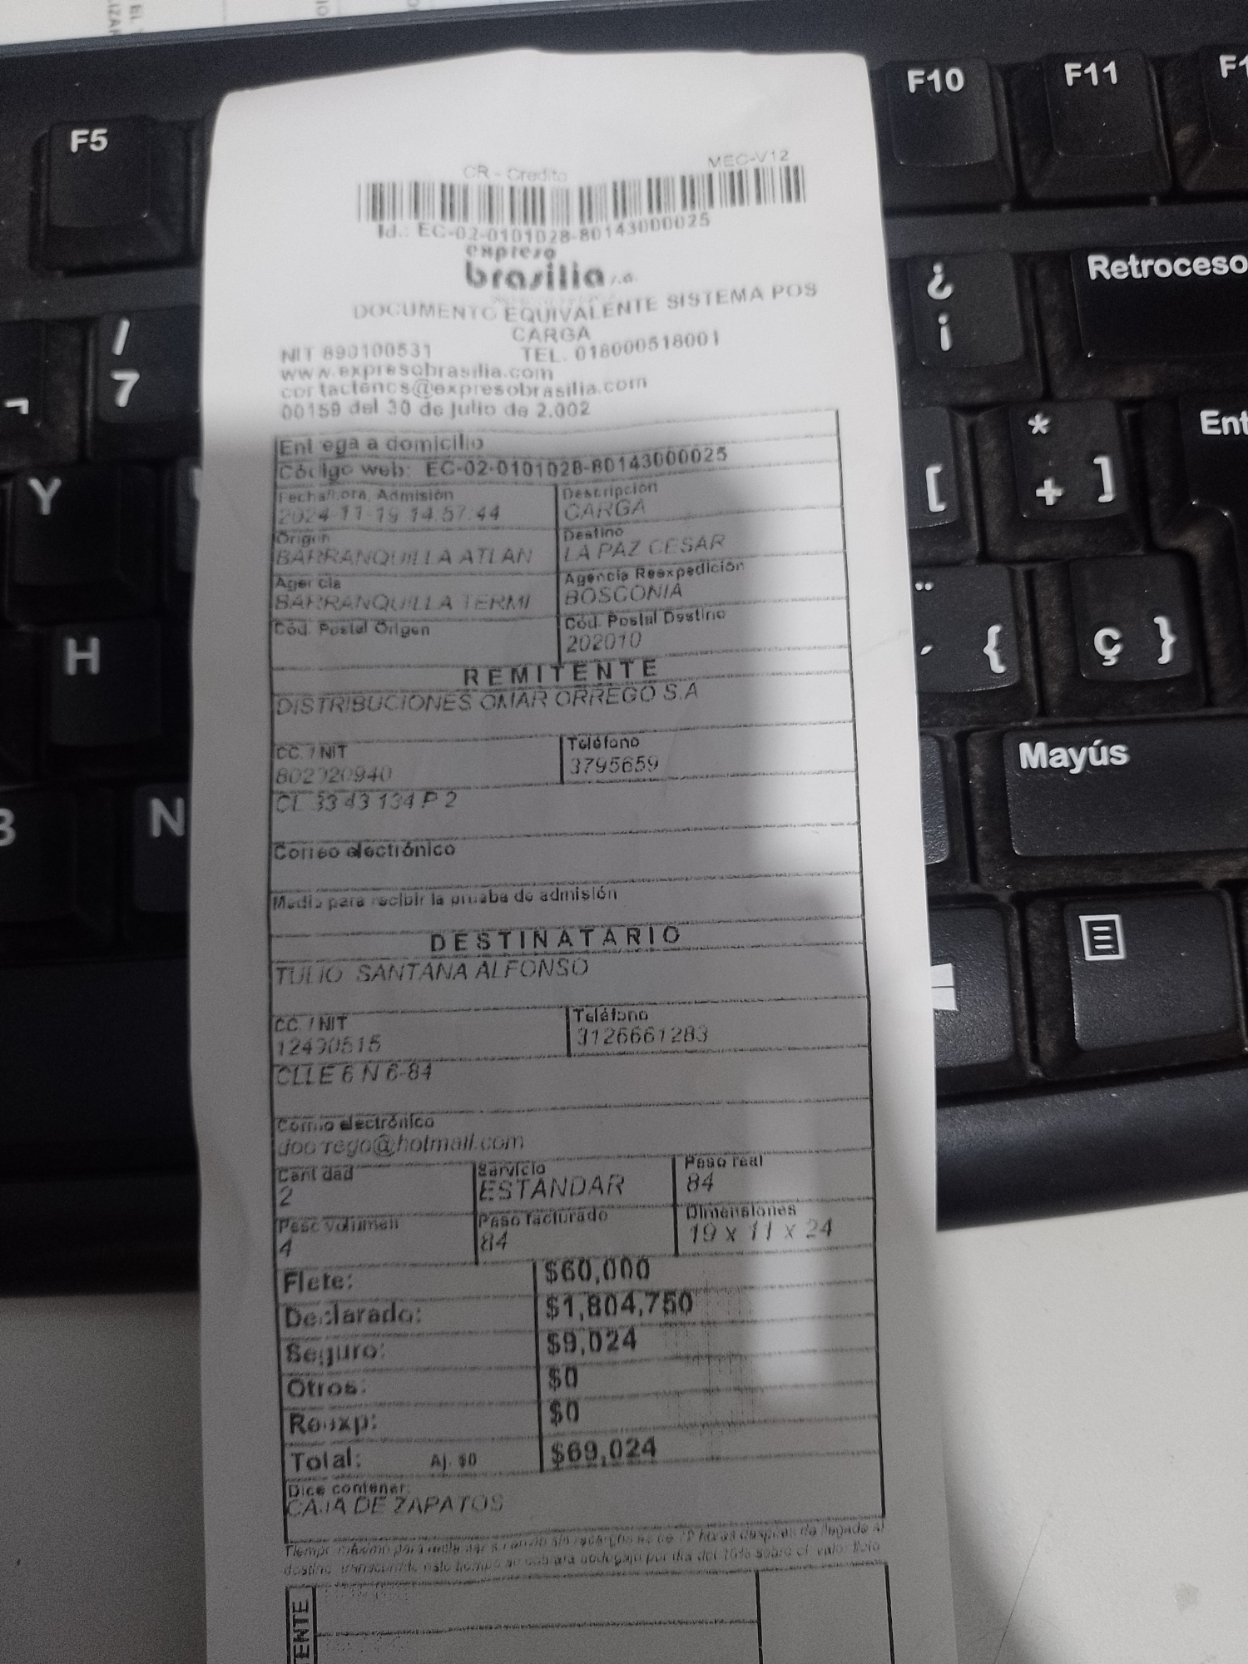 F5
F10
F11
CR - Credito
MEC-V12
Id.: EC-02-0101028-80143000025
expreso
brasilia s.a.
DOCUMENTO EQUIVALENTE SISTEMA POS
CARGA
NIT 890100531
TEL. 018000518001
www.expresobrasilia.com
contactenos@expresobrasilia.com
00159 del 30 de Julio de 2.002
Entrega a domicilio
Código web: EC-02-0101028-80143000025
Fecha/Hora Admisión
Descripción
2024-11-19 14:57:44
CARGA
Origen
Destino
BARRANQUILLA ATLAN
LA PAZ CESAR
Agencia
Agencia Reexpedición
BARRANQUILLA TERMI
BOSCONIA
Cód. Postal Origen
Cód. Postal Destino
202010
REMITENTE
DISTRIBUCIONES OMAR ORREGO S.A
CC. / NIT
Teléfono
802020940
3795659
CL 33 43 134 P 2
Correo electrónico
Medio para recibir la prueba de admisión
DESTINATARIO
TULIO SANTANA ALFONSO
CC. / NIT
Teléfono
12490515
3126661283
CLLE 6 N 6-84
Correo electrónico
doorrego@hotmail.com
Cantidad
Servicio
Peso real
2
ESTANDAR
84
Peso volumen
Peso facturado
Dimensiones
4
84
19 x 11 x 24
Flete: $60,000
Declarado: $1,804,750
Seguro: $9,024
Otros: $0
Reexp: $0
Total: Aj. $0 $69,024
Dice contener:
CAJA DE ZAPATOS
ENTE
/
7
Y
H
N
¿
¡
Retroceso
*
+ ]
[
Ent
¨
{
ç }
Mayús